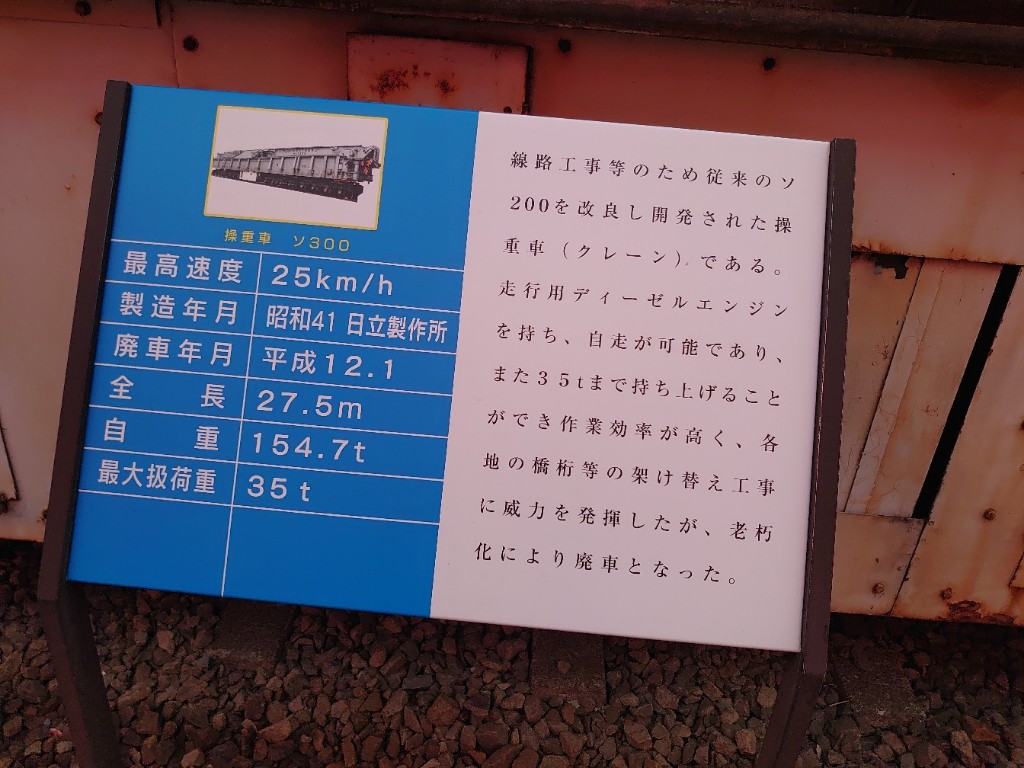 操重車 ソ300
最高速度 25km/h
製造年月 昭和41 日立製作所
廃車年月 平成12.1
全長 27.5m
自重 154.7t
最大扱荷重 35t
線路工事等のため従来のソ
200を改良し開発された操
重車(クレーン)。である。
走行用ディーゼルエンジン
を持ち、自走が可能であり、
また35tまで持ち上げること
ができ作業効率が高く、各
地の橋桁等の架け替え工事
に威力を発揮したが、老朽
化により廃車となった。